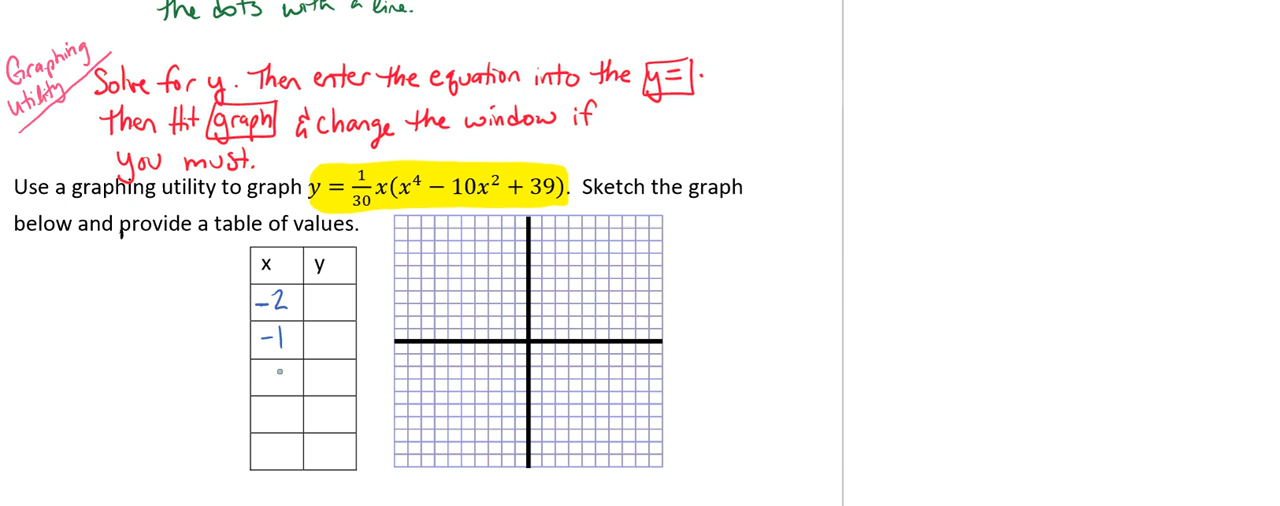 the dots with a line.
Graphing
utility
Solve for y. Then enter the equation into the y= .
Then Hit graph & change the window if
you must.
Use a graphing utility to graph y = 1/30 x(x⁴ − 10x² + 39). Sketch the graph
below and provide a table of values.
x y
-2
-1